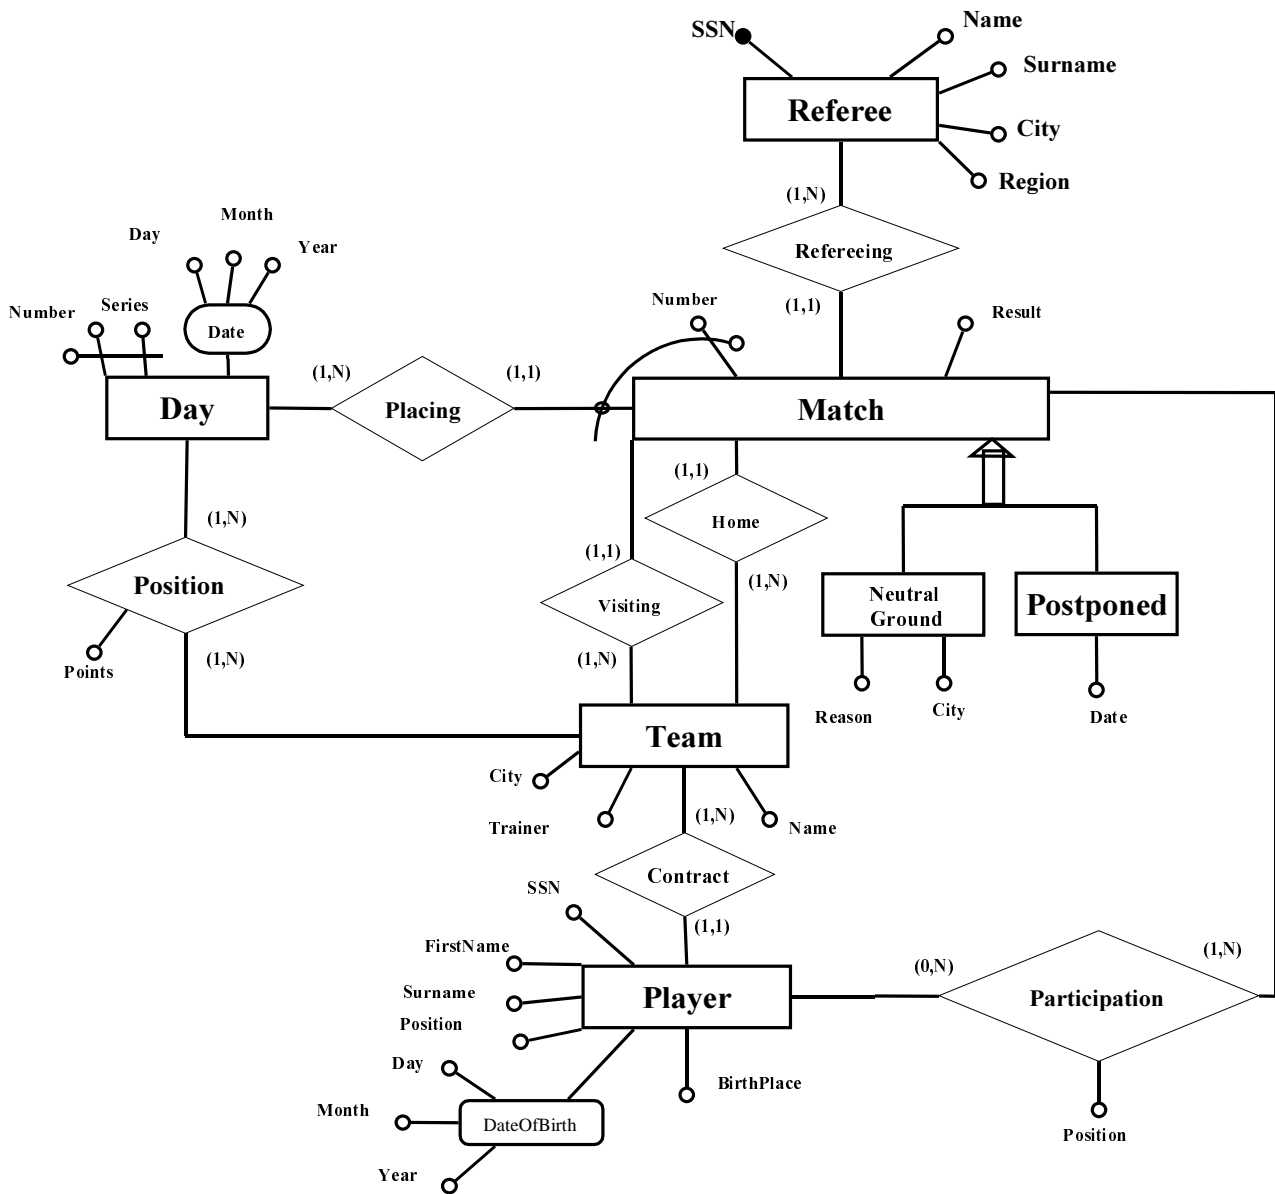 Name
SSN
Surname
Referee
City
Region
(1,N)
Month
Day
Year
Refereeing
Number
(1,1)
Result
Series
Number
Date
(1,N)
(1,1)
Day
Placing
Match
(1,1)
Home
(1,N)
(1,1)
(1,N)
Position
Visiting
Neutral
Ground
Postponed
(1,N)
(1,N)
Points
Reason
City
Date
Team
City
Trainer
(1,N)
Name
Contract
SSN
(1,1)
FirstName
(0,N)
(1,N)
Surname
Player
Participation
Position
Day
BirthPlace
Month
DateOfBirth
Position
Year